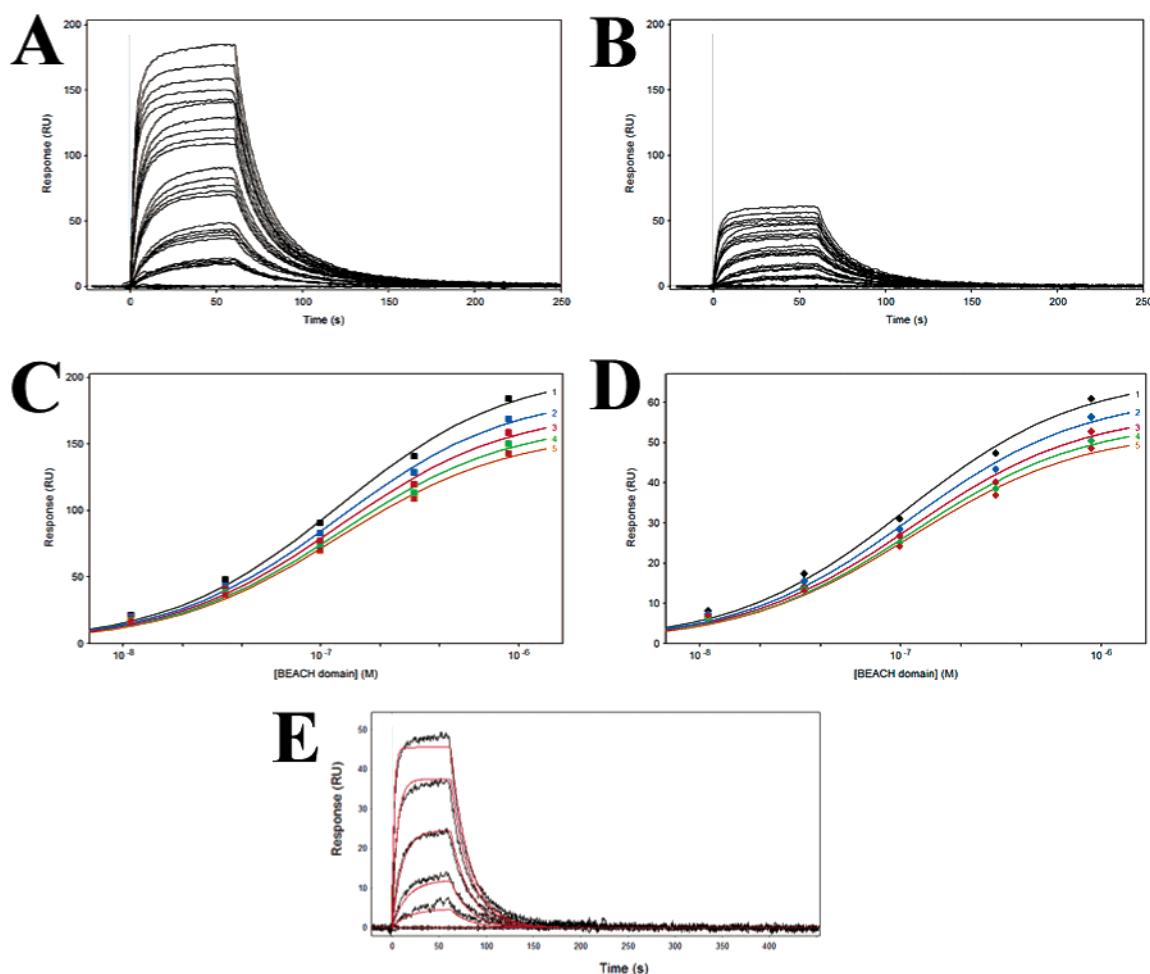 A
200
150
100
50
0
Response (RU)
0 50 100 150 200 250
Time (s)
B
200
150
100
50
0
Response (RU)
0 50 100 150 200 250
Time (s)
C
200
150
100
50
0
Response (RU)
1
2
3
4
5
10-8 10-7 10-6
[BEACH domain] (M)
D
60
50
40
30
20
10
0
Response (RU)
1
2
3
4
5
10-8 10-7 10-6
[BEACH domain] (M)
E
50
40
30
20
10
0
Response (RU)
0 50 100 150 200 250 300 350 400
Time (s)